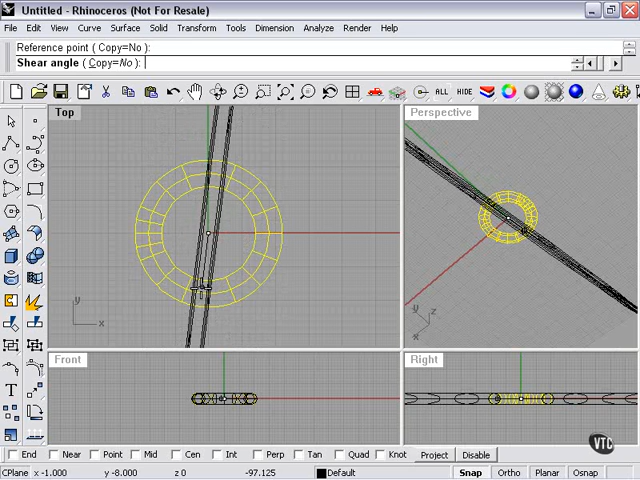 Untitled - Rhinoceros (Not For Resale)
File Edit View Curve Surface Solid Transform Tools Dimension Analyze Render Help
Reference point ( Copy=No ):
Shear angle ( Copy=No ):
ALL HIDE
Top
Perspective
y
x
z
y
x
Front
Right
VTC
End Near Point Mid Cen Int Perp Tan Quad Knot Project Disable
CPlane x -1.000 y -8.000 z 0 -97.125 Default Snap Ortho Planar Osnap
T